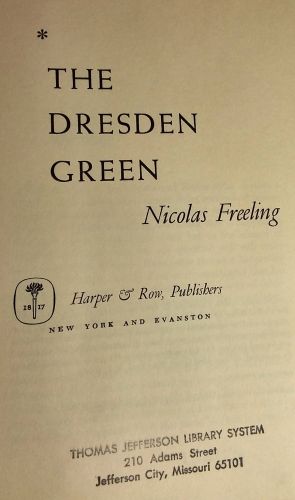 *
THE
DRESDEN
GREEN
Nicolas Freeling
18 17
Harper & Row, Publishers
NEW YORK AND EVANSTON
THOMAS JEFFERSON LIBRARY SYSTEM
210 Adams Street
Jefferson City, Missouri 65101